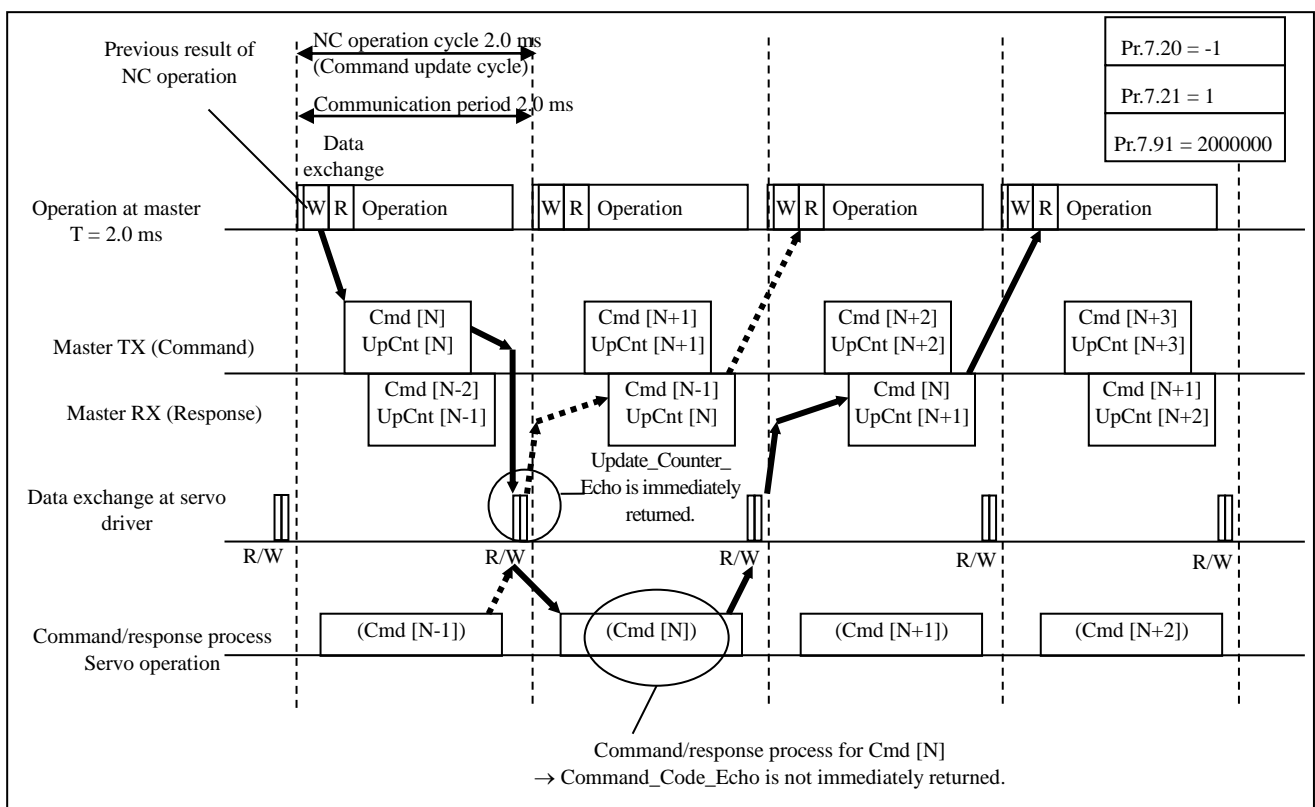 Previous result of
NC operation
NC operation cycle 2.0 ms
(Command update cycle)
Communication period 2.0 ms
Data
exchange
Pr.7.20 = -1
Pr.7.21 = 1
Pr.7.91 = 2000000
Operation at master
T = 2.0 ms
W R Operation
W R Operation
W R Operation
W R Operation
Master TX (Command)
Cmd [N]
UpCnt [N]
Cmd [N+1]
UpCnt [N+1]
Cmd [N+2]
UpCnt [N+2]
Cmd [N+3]
UpCnt [N+3]
Master RX (Response)
Cmd [N-2]
UpCnt [N-1]
Cmd [N-1]
UpCnt [N]
Cmd [N]
UpCnt [N+1]
Cmd [N+1]
UpCnt [N+2]
Update_Counter_
Echo is immediately
returned.
Data exchange at servo
driver
R/W
R/W
R/W
R/W
R/W
Command/response process
Servo operation
(Cmd [N-1])
(Cmd [N])
(Cmd [N+1])
(Cmd [N+2])
Command/response process for Cmd [N]
→ Command_Code_Echo is not immediately returned.